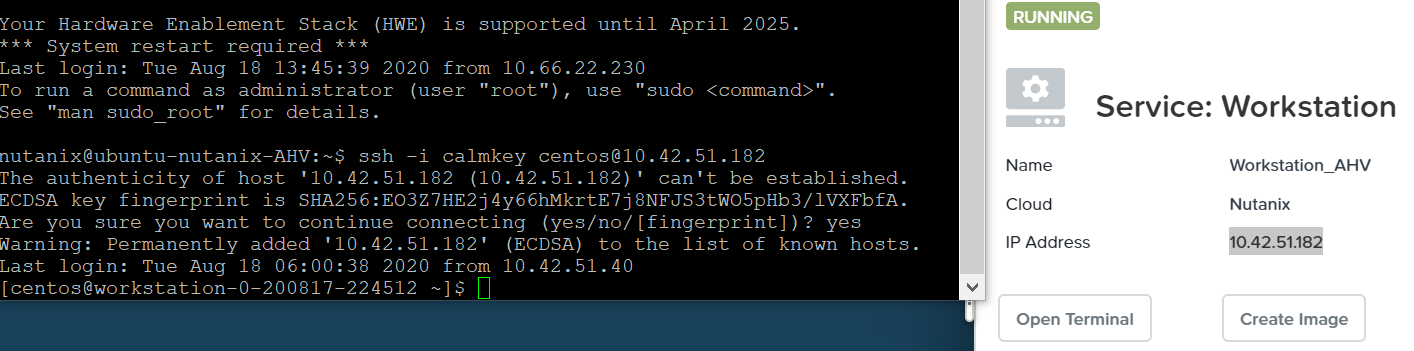 Your Hardware Enablement Stack (HWE) is supported until April 2025.
*** System restart required ***
Last login: Tue Aug 18 13:45:39 2020 from 10.66.22.230
To run a command as administrator (user "root"), use "sudo <command>".
See "man sudo_root" for details.
nutanix@ubuntu-nutanix-AHV:~$ ssh -i calmkey centos@10.42.51.182
The authenticity of host '10.42.51.182 (10.42.51.182)' can't be established.
ECDSA key fingerprint is SHA256:EO3Z7HE2j4y66hMkrtE7j8NFJS3tWO5pHb3/lVXFbfA.
Are you sure you want to continue connecting (yes/no/[fingerprint])? yes
Warning: Permanently added '10.42.51.182' (ECDSA) to the list of known hosts.
Last login: Tue Aug 18 06:00:38 2020 from 10.42.51.40
[centos@workstation-0-200817-224512 ~]$
RUNNING
Service: Workstation
Name Workstation_AHV
Cloud Nutanix
IP Address 10.42.51.182
Open Terminal Create Image